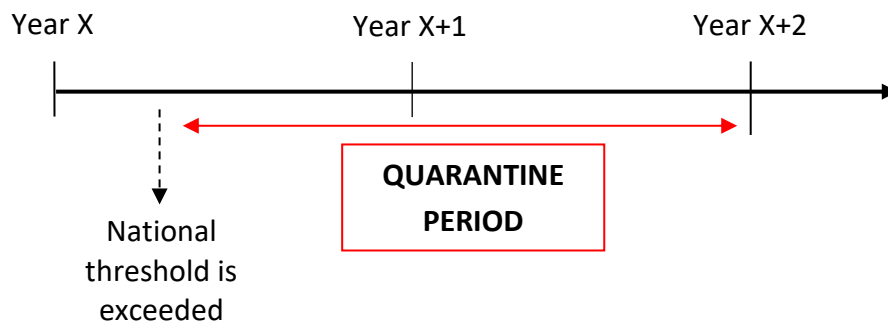 Year X
Year X+1
Year X+2
QUARANTINE
PERIOD
National
threshold is
exceeded